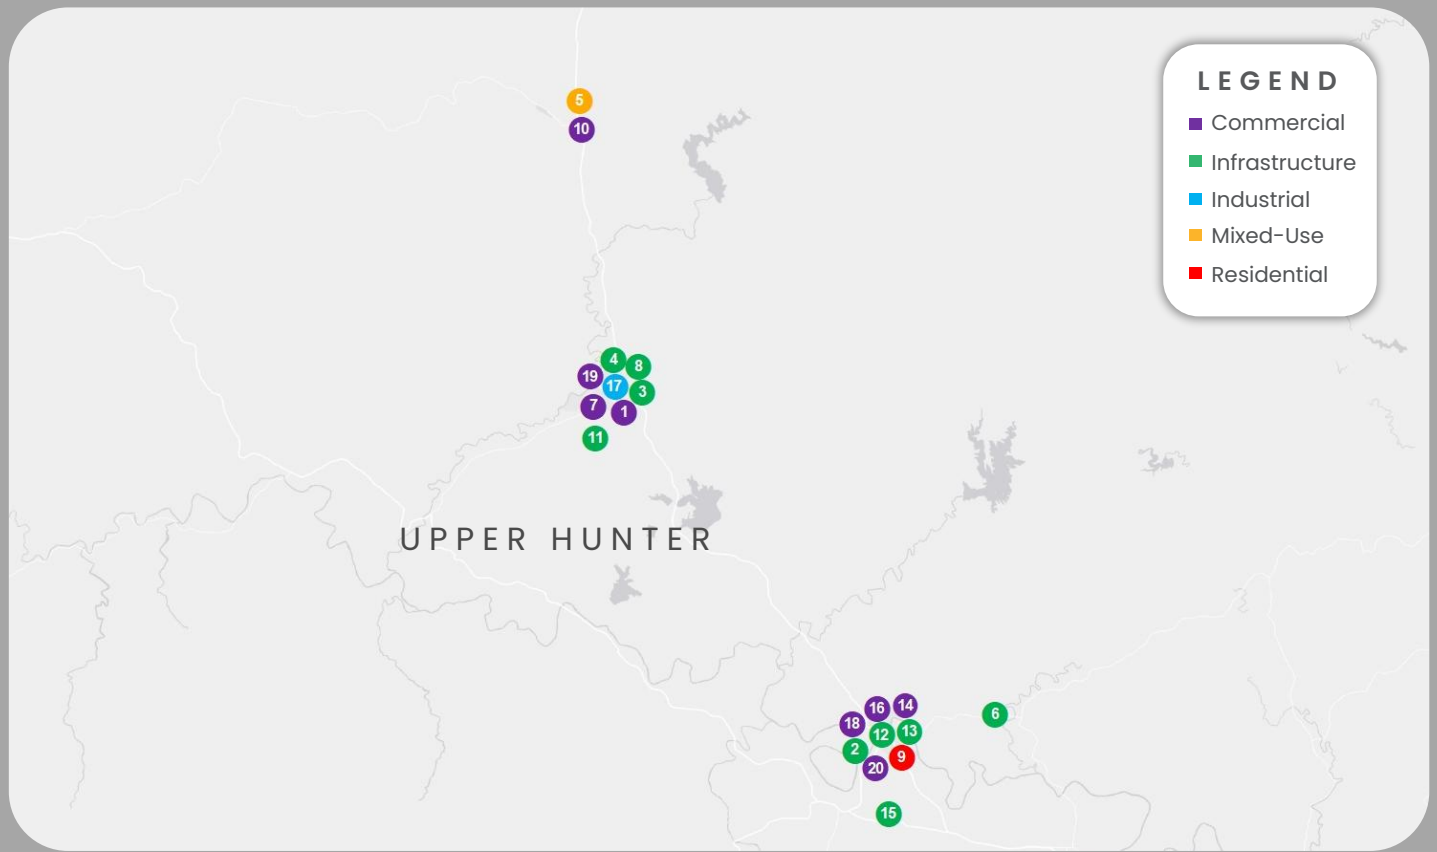 LEGEND
Commercial
Infrastructure
Industrial
Mixed-Use
Residential
5
10
4
8
19
17
3
7
1
11
UPPER HUNTER
16
14
6
18
12
13
2
9
20
15